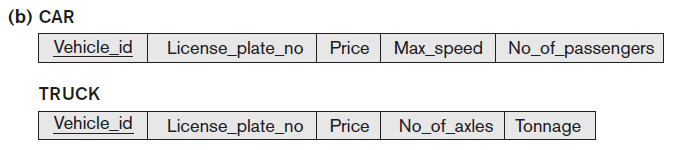 (b) CAR
Vehicle_id License_plate_no Price Max_speed No_of_passengers
TRUCK
Vehicle_id License_plate_no Price No_of_axles Tonnage